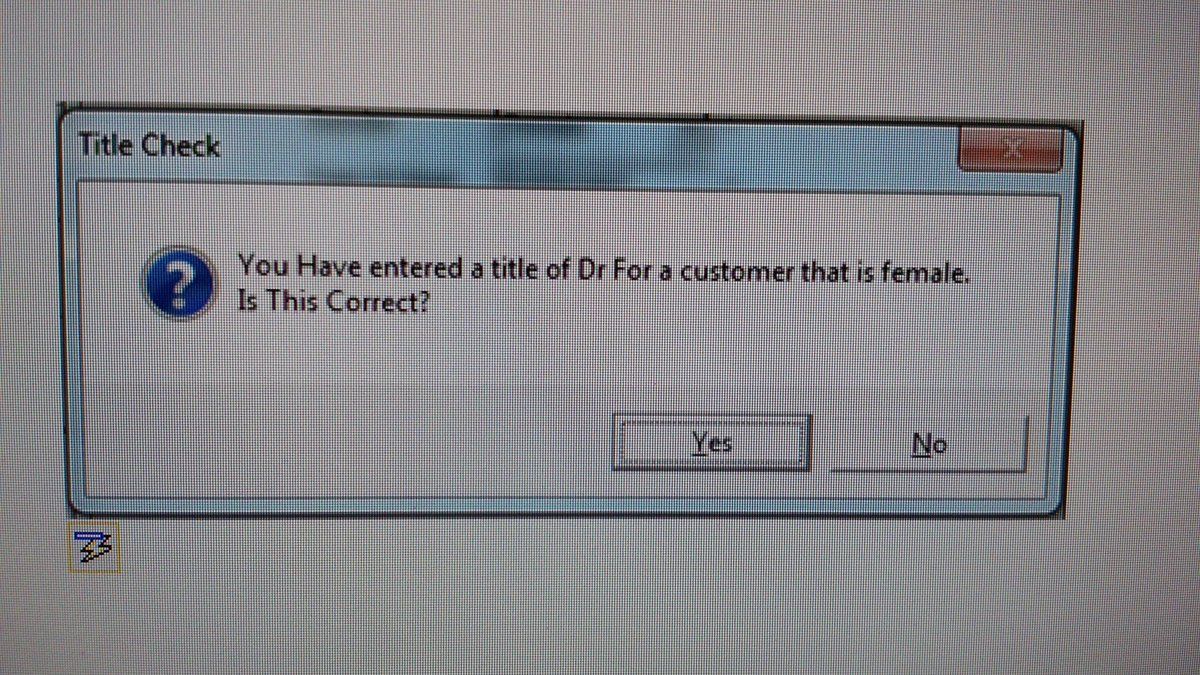 Title Check
You Have entered a title of Dr For a customer that is female.
Is This Correct?
Yes
No